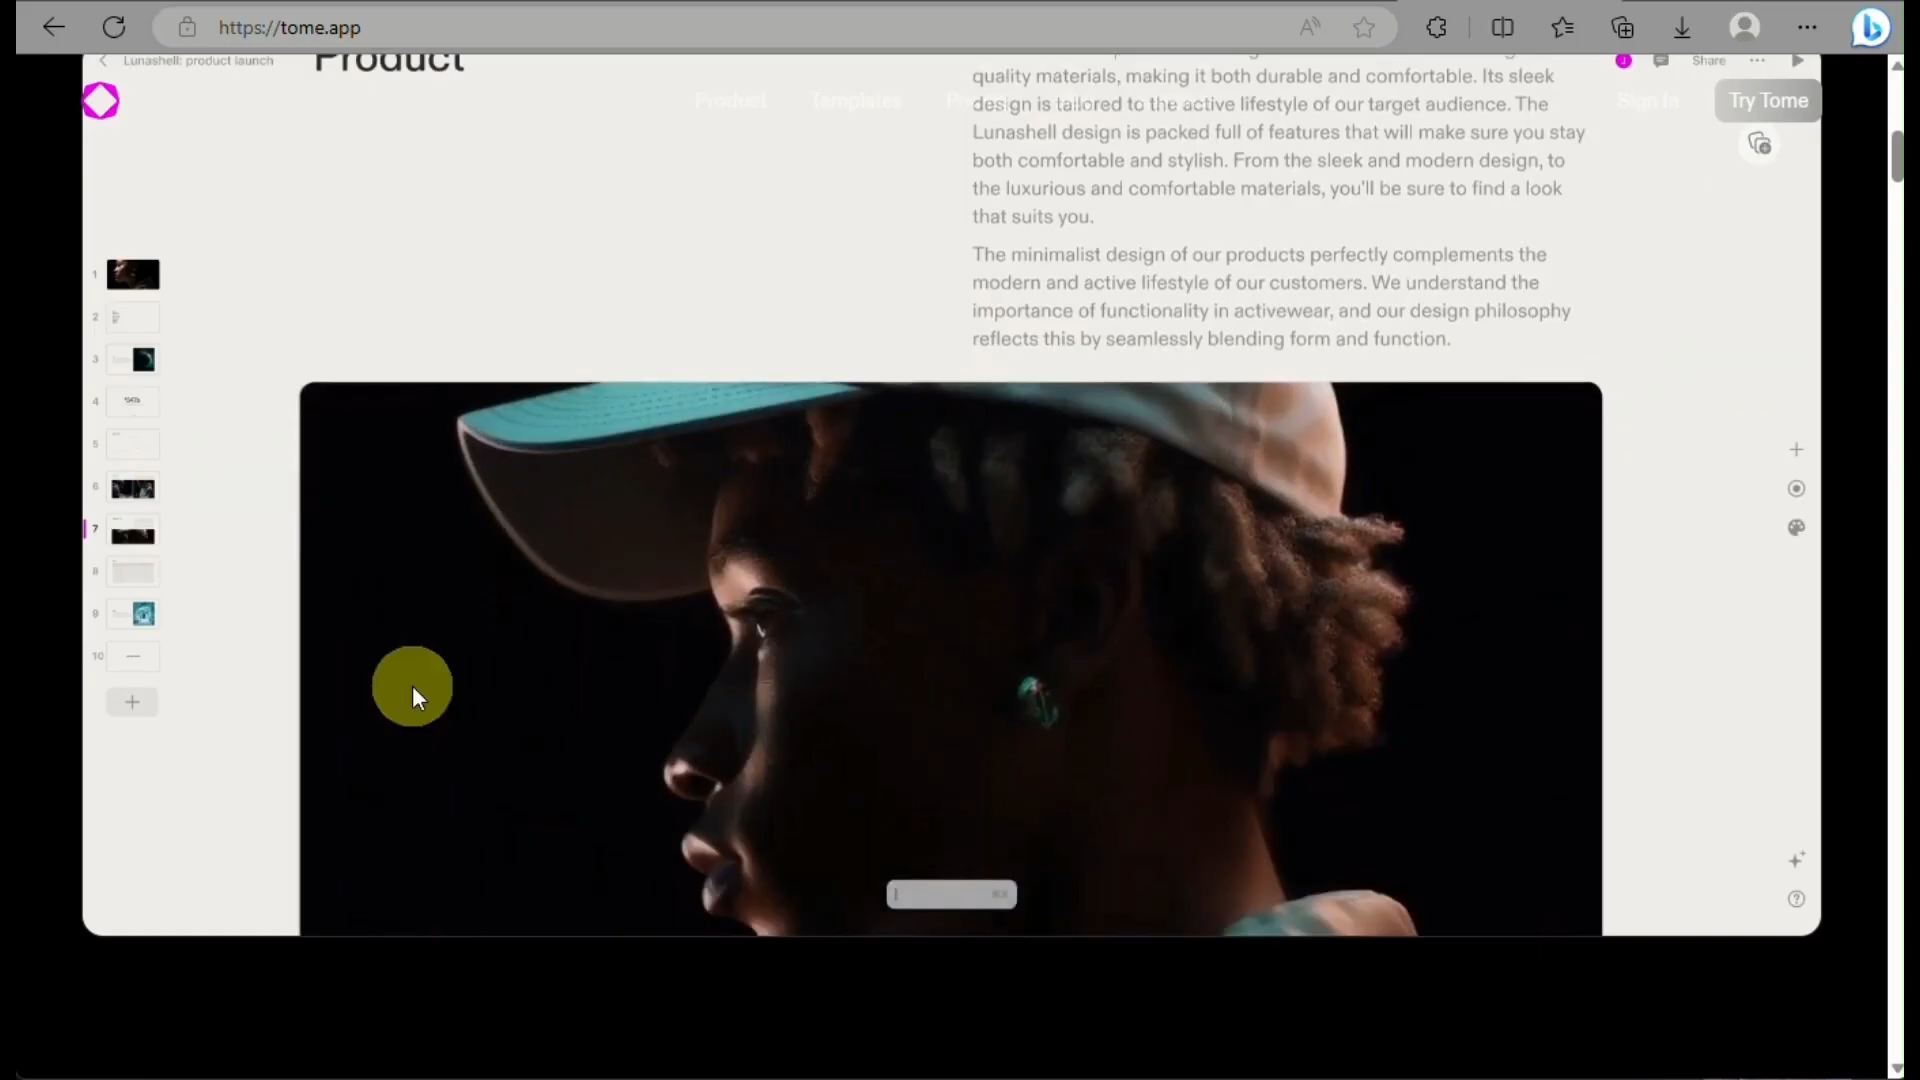 https://tome.app
Lunashell: product launch
Product
Share
quality materials, making it both durable and comfortable. Its sleek
Product
Templates
Sign In
Try Tome
design is tailored to the active lifestyle of our target audience. The
Lunashell design is packed full of features that will make sure you stay
both comfortable and stylish. From the sleek and modern design, to
the luxurious and comfortable materials, you'll be sure to find a look
that suits you.
The minimalist design of our products perfectly complements the
modern and active lifestyle of our customers. We understand the
importance of functionality in activewear, and our design philosophy
reflects this by seamlessly blending form and function.
1
2
3
4
5
6
7
8
9
10